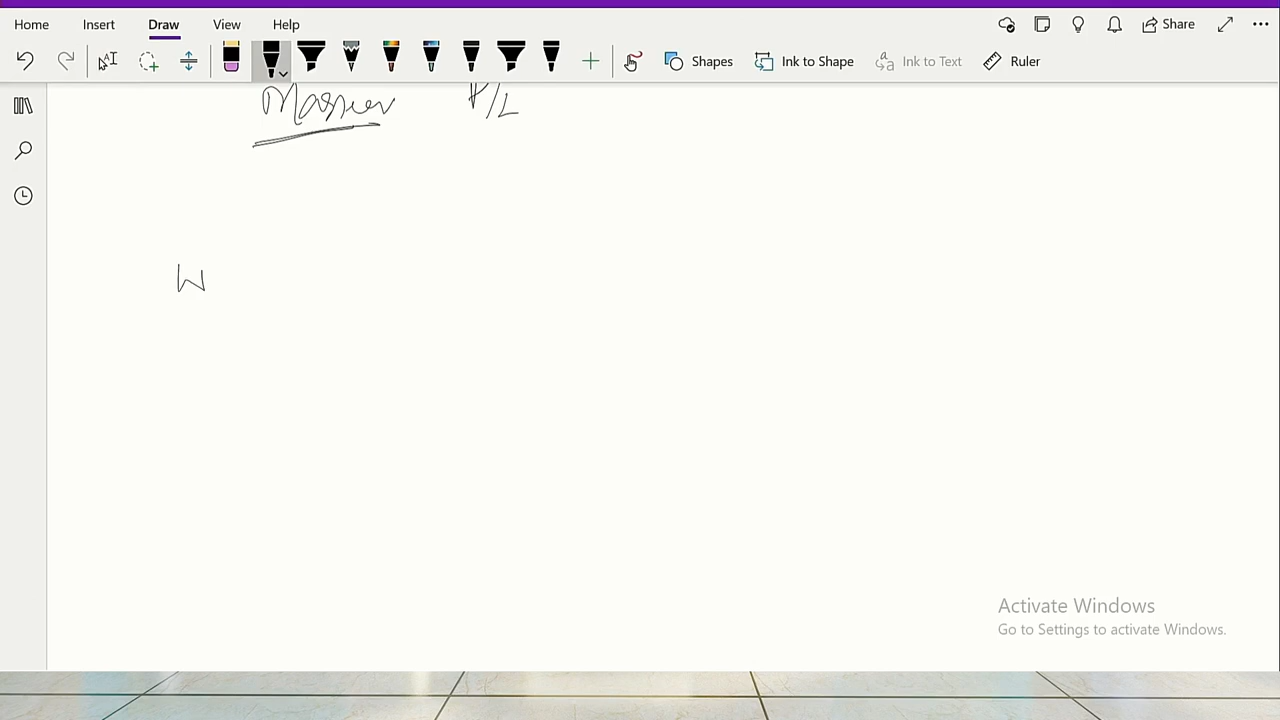 Home Insert Draw View Help Share
Shapes Ink to Shape Ink to Text Ruler
P/L
W
Activate Windows
Go to Settings to activate Windows.